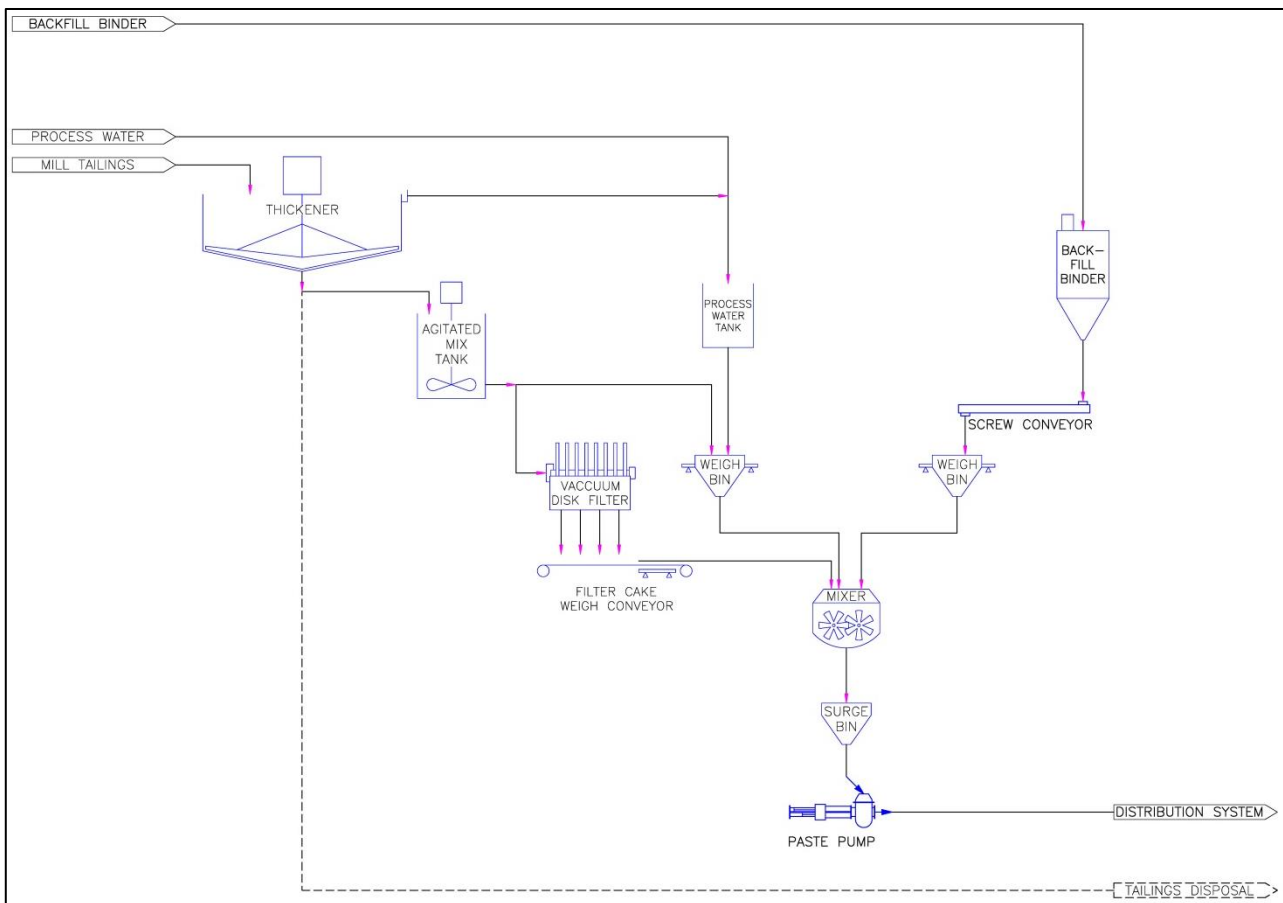 BACKFILL BINDER
PROCESS WATER
MILL TAILINGS
THICKENER
BACK-
FILL
BINDER
AGITATED
MIX
TANK
PROCESS
WATER
TANK
SCREW CONVEYOR
WEIGH
BIN
WEIGH
BIN
VACCUUM
DISK FILTER
FILTER CAKE
WEIGH CONVEYOR
MIXER
SURGE
BIN
DISTRIBUTION SYSTEM
PASTE PUMP
TAILINGS DISPOSAL